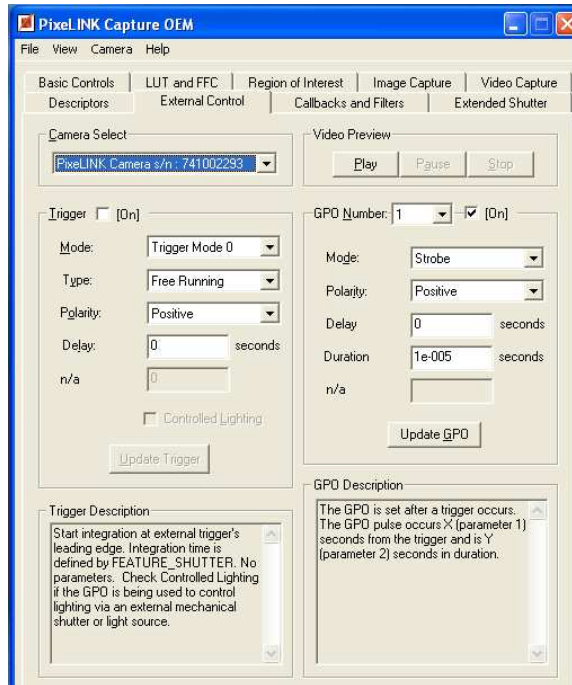 PixeLINK Capture OEM
File View Camera Help
Basic Controls LUT and FFC Region of Interest Image Capture Video Capture
Descriptors External Control Callbacks and Filters Extended Shutter
Camera Select
PixeLINK Camera s/n : 741002293
Video Preview
Play Pause Stop
Trigger [On]
Mode: Trigger Mode 0
Type: Free Running
Polarity: Positive
Delay: 0 seconds
n/a 0
Controlled Lighting
Update Trigger
GPO Number: 1 [On]
Mode: Strobe
Polarity: Positive
Delay 0 seconds
Duration 1e-005 seconds
n/a
Update GPO
Trigger Description
Start integration at external trigger's
leading edge. Integration time is
defined by FEATURE_SHUTTER. No
parameters. Check Controlled Lighting
if the GPO is being used to control
lighting via an external mechanical
shutter or light source.
GPO Description
The GPO is set after a trigger occurs.
The GPO pulse occurs X (parameter 1)
seconds from the trigger and is Y
(parameter 2) seconds in duration.